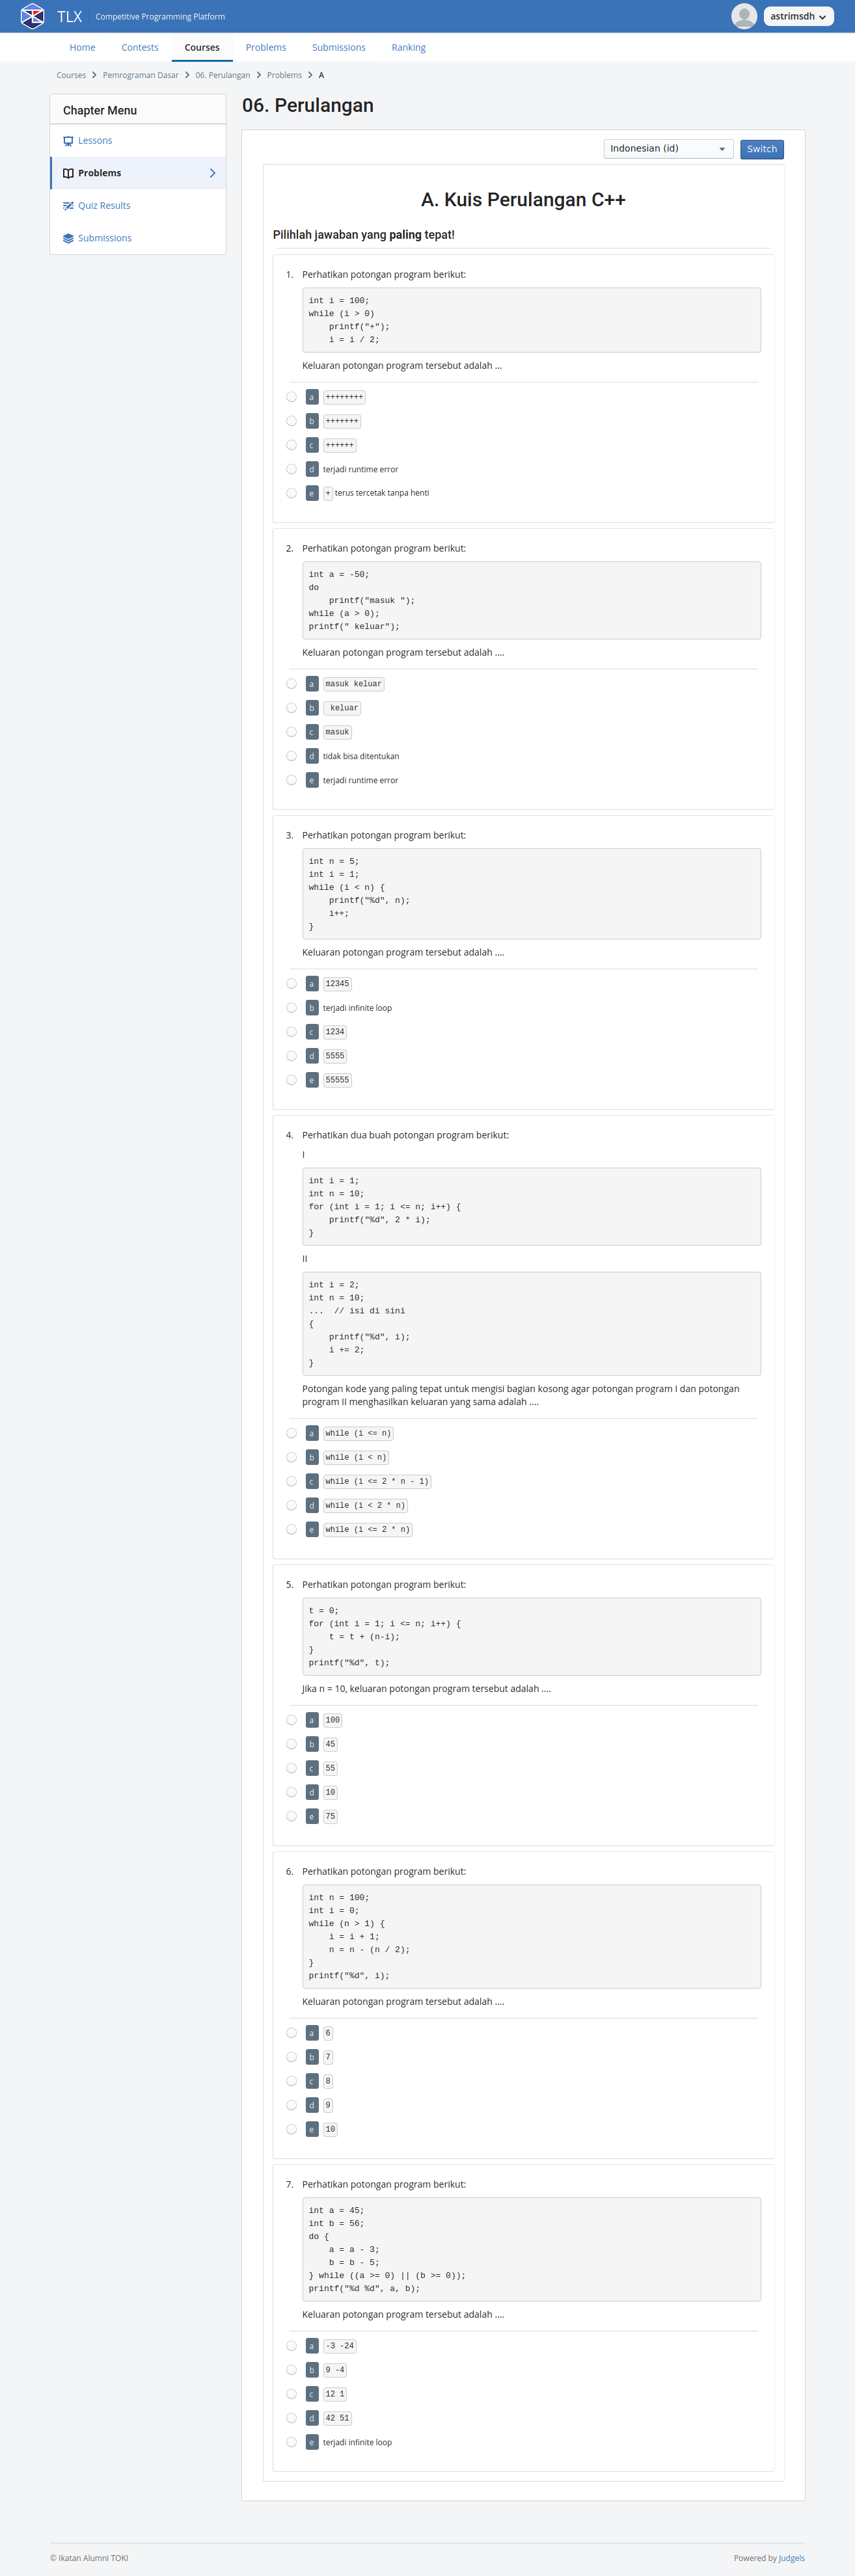 TLX Competitive Programming Platform astrimsdh
Home Contests Courses Problems Submissions Ranking
Courses > Pemrograman Dasar > 06. Perulangan > Problems > A
Chapter Menu
Lessons
Problems
Quiz Results
Submissions
06. Perulangan
Indonesian (id) Switch
A. Kuis Perulangan C++
Pilihlah jawaban yang paling tepat!
1. Perhatikan potongan program berikut:
int i = 100;
while (i > 0)
    printf("+");
    i = i / 2;
Keluaran potongan program tersebut adalah ...
a ++++++++
b +++++++
c ++++++
d terjadi runtime error
e + terus tercetak tanpa henti
2. Perhatikan potongan program berikut:
int a = -50;
do
    printf("masuk ");
while (a > 0);
printf(" keluar");
Keluaran potongan program tersebut adalah ....
a masuk keluar
b keluar
c masuk
d tidak bisa ditentukan
e terjadi runtime error
3. Perhatikan potongan program berikut:
int n = 5;
int i = 1;
while (i < n) {
    printf("%d", n);
    i++;
}
Keluaran potongan program tersebut adalah ....
a 12345
b terjadi infinite loop
c 1234
d 5555
e 55555
4. Perhatikan dua buah potongan program berikut:
I
int i = 1;
int n = 10;
for (int i = 1; i <= n; i++) {
    printf("%d", 2 * i);
}
II
int i = 2;
int n = 10;
... // isi di sini
{
    printf("%d", i);
    i += 2;
}
Potongan kode yang paling tepat untuk mengisi bagian kosong agar potongan program I dan potongan
program II menghasilkan keluaran yang sama adalah ....
a while (i <= n)
b while (i < n)
c while (i <= 2 * n - 1)
d while (i < 2 * n)
e while (i <= 2 * n)
5. Perhatikan potongan program berikut:
t = 0;
for (int i = 1; i <= n; i++) {
    t = t + (n-i);
}
printf("%d", t);
Jika n = 10, keluaran potongan program tersebut adalah ....
a 100
b 45
c 55
d 10
e 75
6. Perhatikan potongan program berikut:
int n = 100;
int i = 0;
while (n > 1) {
    i = i + 1;
    n = n - (n / 2);
}
printf("%d", i);
Keluaran potongan program tersebut adalah ....
a 6
b 7
c 8
d 9
e 10
7. Perhatikan potongan program berikut:
int a = 45;
int b = 56;
do {
    a = a - 3;
    b = b - 5;
} while ((a >= 0) || (b >= 0));
printf("%d %d", a, b);
Keluaran potongan program tersebut adalah ....
a -3 -24
b 9 -4
c 12 1
d 42 51
e terjadi infinite loop
© Ikatan Alumni TOKI Powered by Judgels